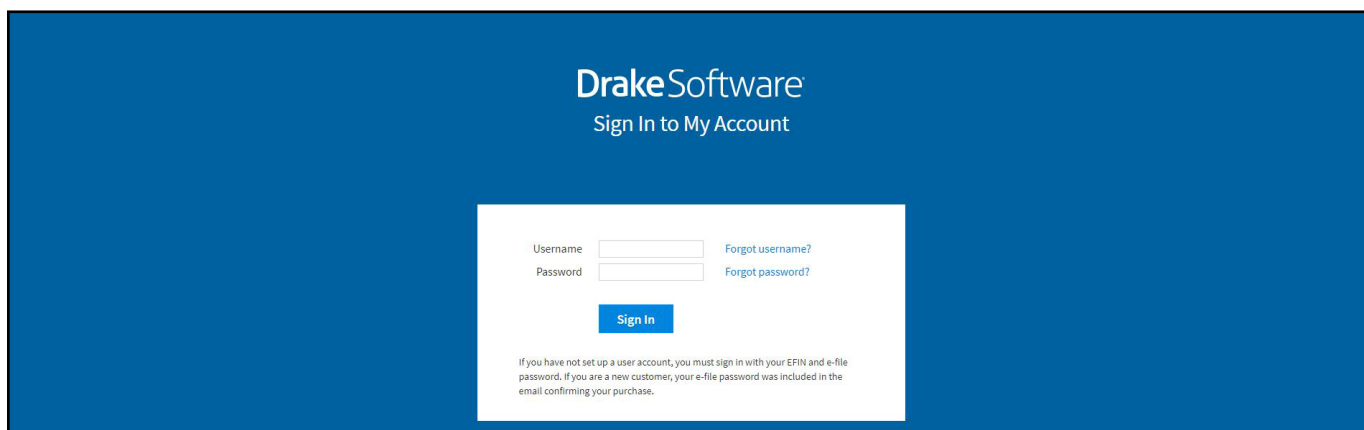 DrakeSoftware
Sign In to My Account
Username Forgot username?
Password Forgot password?
Sign In
If you have not set up a user account, you must sign in with your EFIN and e-file
password. If you are a new customer, your e-file password was included in the
email confirming your purchase.